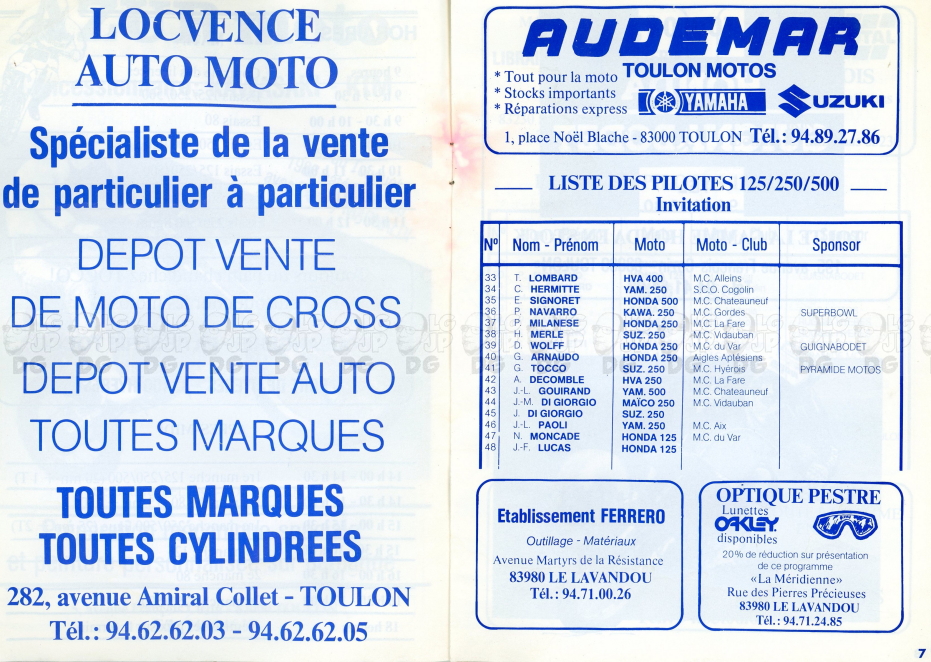 LOCVENCE
AUTO MOTO
Spécialiste de la vente
de particulier à particulier
DEPOT VENTE
DE MOTO DE CROSS
DEPOT VENTE AUTO
TOUTES MARQUES
TOUTES MARQUES
TOUTES CYLINDREES
282, avenue Amiral Collet - TOULON
Tél.: 94.62.62.03 - 94.62.62.05
AUDEMAR
TOULON MOTOS
* Tout pour la moto
* Stocks importants
* Réparations express
YAMAHA SUZUKI
1, place Noël Blache - 83000 TOULON Tél.: 94.89.27.86
LISTE DES PILOTES 125/250/500
Invitation
N° Nom - Prénom Moto Moto - Club Sponsor
33 T. LOMBARD HVA 400 M.C. Alleins
34 C. HERMITTE YAM. 250 S.C.O. Cogolin
35 E. SIGNORET HONDA 500 M.C. Chateauneuf
36 P. NAVARRO KAWA. 250 M.C. Gordes SUPERBOWL
37 P. MILANESE HONDA 250 M.C. La Fare
38 H. MERLE SUZ. 250 M.C. Vidauban
39 D. WOLFF HONDA 250 M.C. du Var GUIGNABODET
40 G. ARNAUDO HONDA 250 Aigles Aptésiens
41 G. TOCCO SUZ. 250 M.C. Hyérois PYRAMIDE MOTOS
42 A. DECOMBLE HVA 250 M.C. La Fare
43 J.-L. GOUIRAND YAM. 500 M.C. Chateauneuf
44 J.-M. DI GIORGIO MAÏCO 250 M.C. Vidauban
45 J. DI GIORGIO SUZ. 250
46 J.-L. PAOLI YAM. 250 M.C. Aix
47 N. MONCADE HONDA 125 M.C. du Var
48 J.-F. LUCAS HONDA 125
Etablissement FERRERO
Outillage - Matériaux
Avenue Martyrs de la Résistance
83980 LE LAVANDOU
Tél.: 94.71.00.26
OPTIQUE PESTRE
Lunettes
OAKLEY
disponibles
20% de réduction sur présentation
de ce programme
«La Méridienne»
Rue des Pierres Précieuses
83980 LE LAVANDOU
Tél.: 94.71.24.85
7